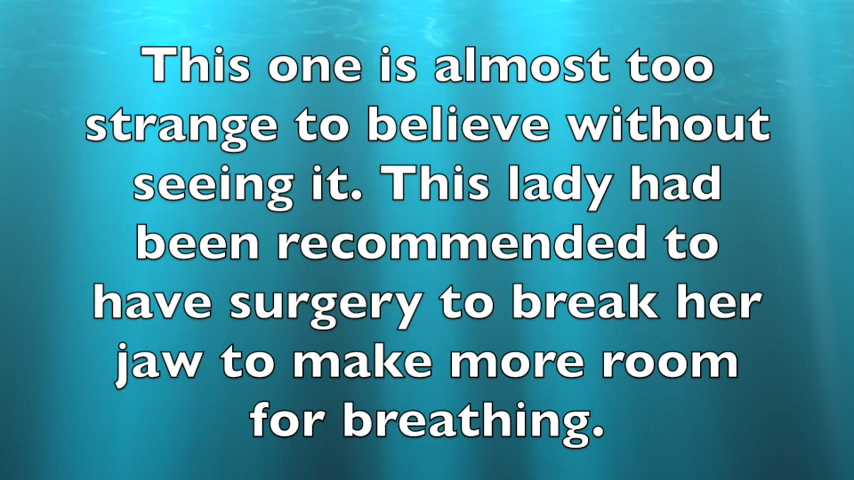 This one is almost too
strange to believe without
seeing it. This lady had
been recommended to
have surgery to break her
jaw to make more room
for breathing.